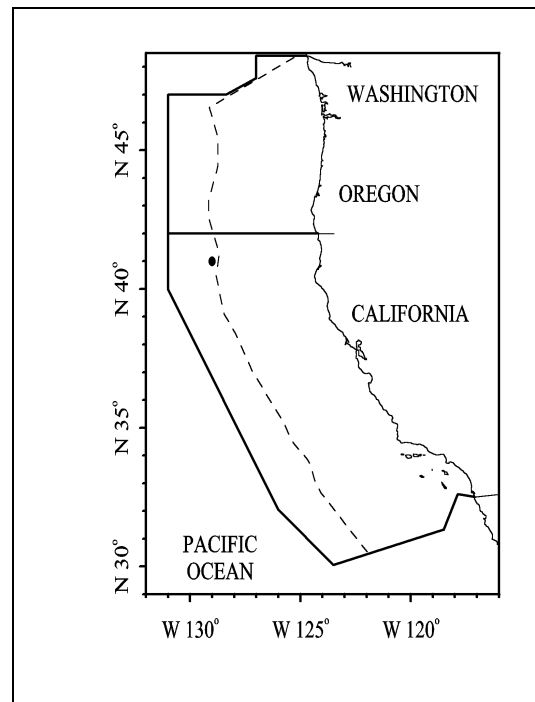 WASHINGTON
N 45°
OREGON
N 40°
CALIFORNIA
N 35°
PACIFIC
OCEAN
N 30°
W 130°
W 125°
W 120°